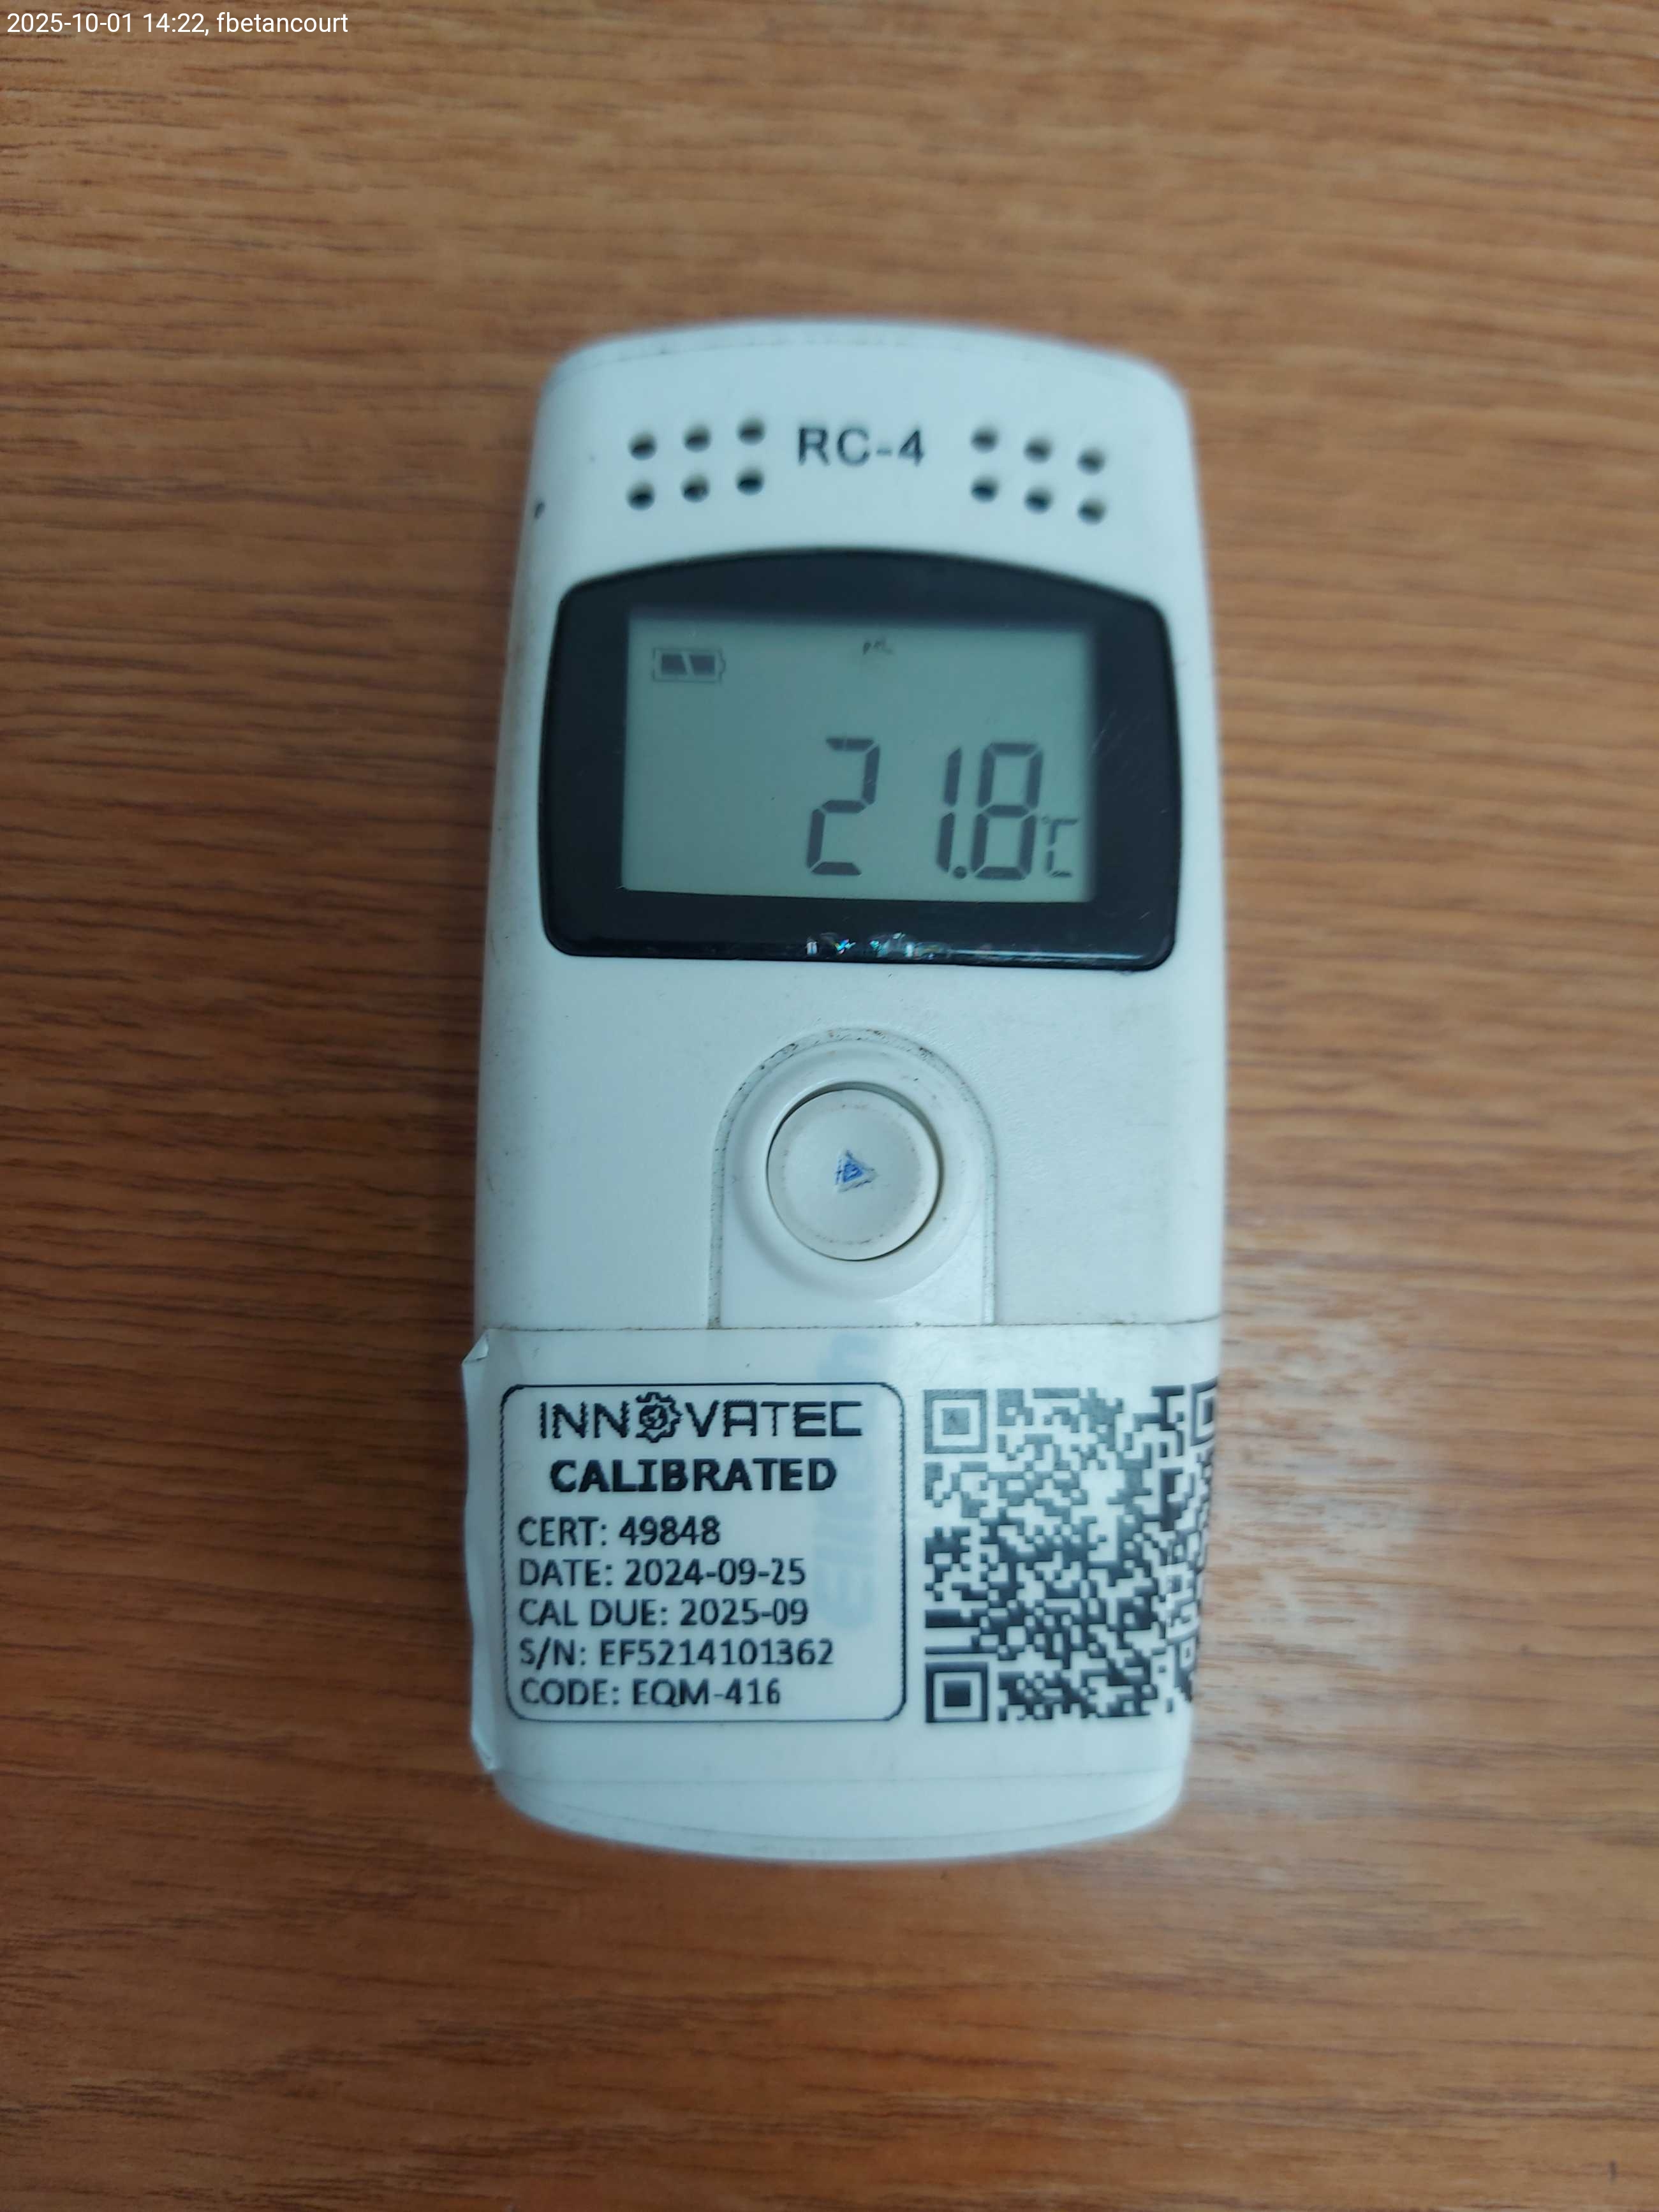 2025-10-01 14:22, fbetancourt
RC-4
21.8℃
INNOVATEC
CALIBRATED
CERT: 49848
DATE: 2024-09-25
CAL DUE: 2025-09
S/N: EF5214101362
CODE: EQM-416